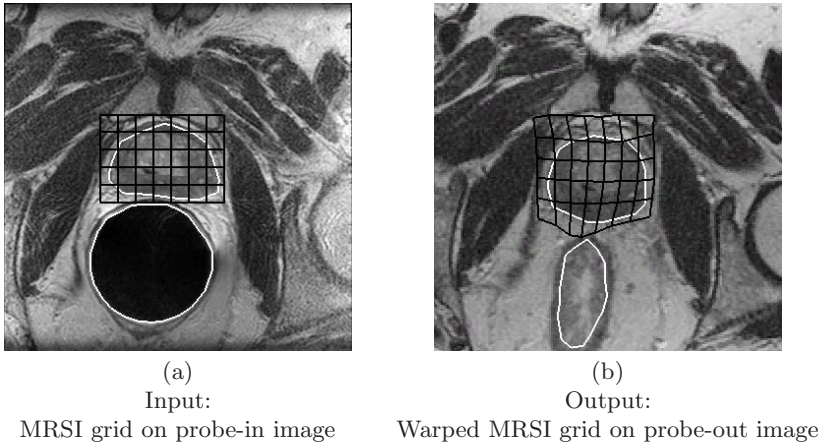 (a)
Input:
MRSI grid on probe-in image
(b)
Output:
Warped MRSI grid on probe-out image